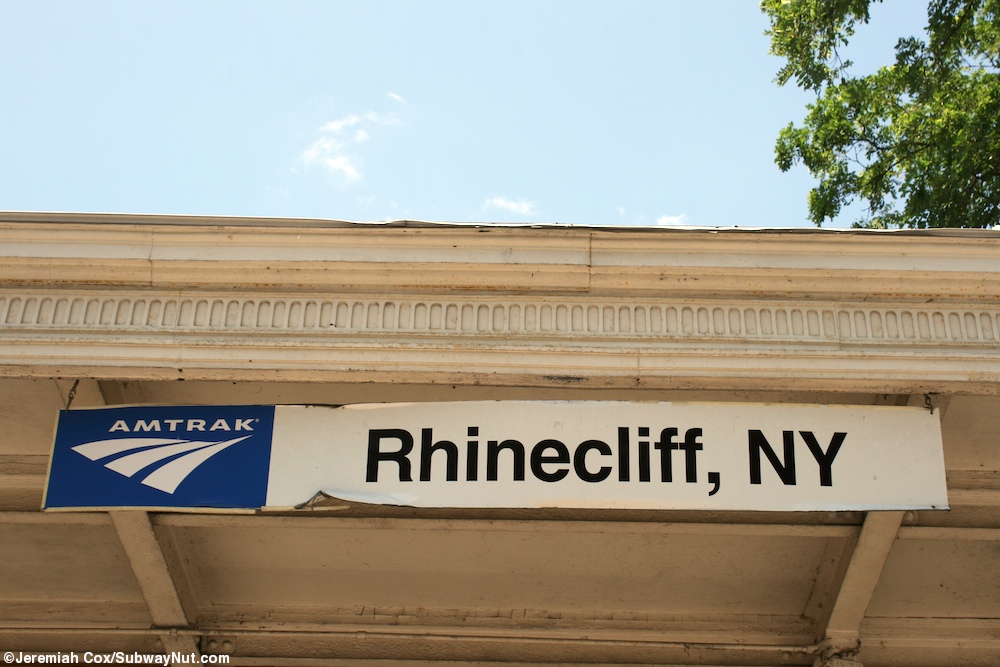 AMTRAK®
Rhinecliff, NY
©Jeremiah Cox/SubwayNut.com